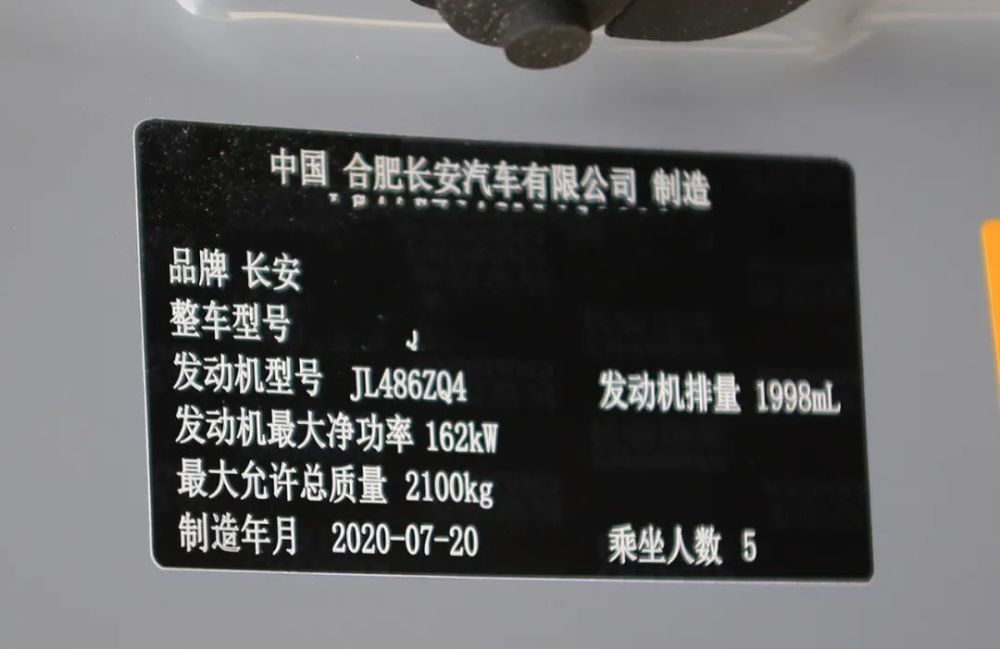 中国 合肥长安汽车有限公司 制造
品牌 长安
整车型号
发动机型号 JL486ZQ4 发动机排量 1998mL
发动机最大净功率 162kW
最大允许总质量 2100kg
制造年月 2020-07-20 乘坐人数 5